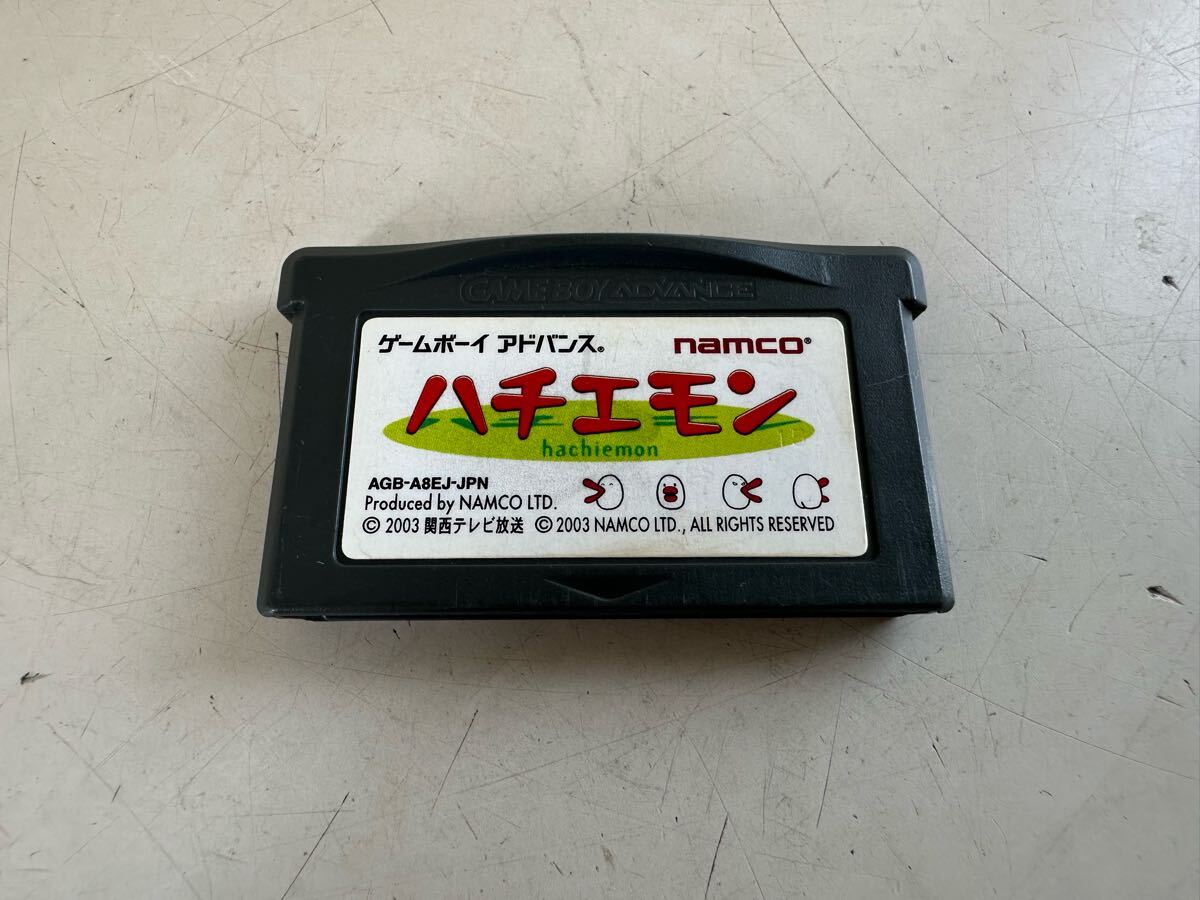 GAME BOY ADVANCE
ゲームボーイ アドバンス® namco®
ハチエモン
hachiemon
AGB-A8EJ-JPN
Produced by NAMCO LTD.
© 2003 関西テレビ放送 © 2003 NAMCO LTD., ALL RIGHTS RESERVED